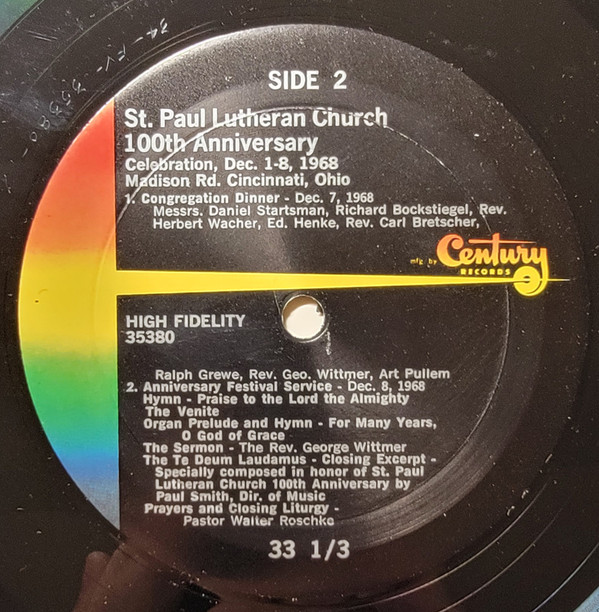 34-FV-35380
SIDE 2
St. Paul Lutheran Church
100th Anniversary
Celebration, Dec. 1-8, 1968
Madison Rd. Cincinnati, Ohio
1. Congregation Dinner - Dec. 7, 1968
Messrs. Daniel Startsman, Richard Bockstiegel, Rev.
Herbert Wacher, Ed. Henke, Rev. Carl Bretscher,
mfg. by Century
RECORDS
HIGH FIDELITY
35380
Ralph Grewe, Rev. Geo. Wittmer, Art Pullem
2. Anniversary Festival Service - Dec. 8, 1968
Hymn - Praise to the Lord the Almighty
The Venite
Organ Prelude and Hymn - For Many Years,
O God of Grace
The Sermon - The Rev. George Wittmer
The Te Deum Laudamus - Closing Excerpt -
Specially composed in honor of St. Paul
Lutheran Church 100th Anniversary by
Paul Smith, Dir. of Music
Prayers and Closing Liturgy -
Pastor Walter Roschke
33 1/3